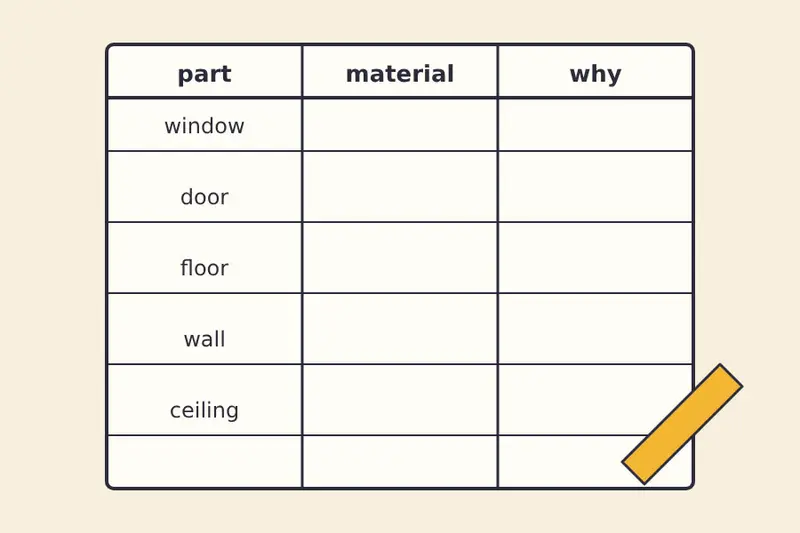 part material why
window
door
floor
wall
ceiling